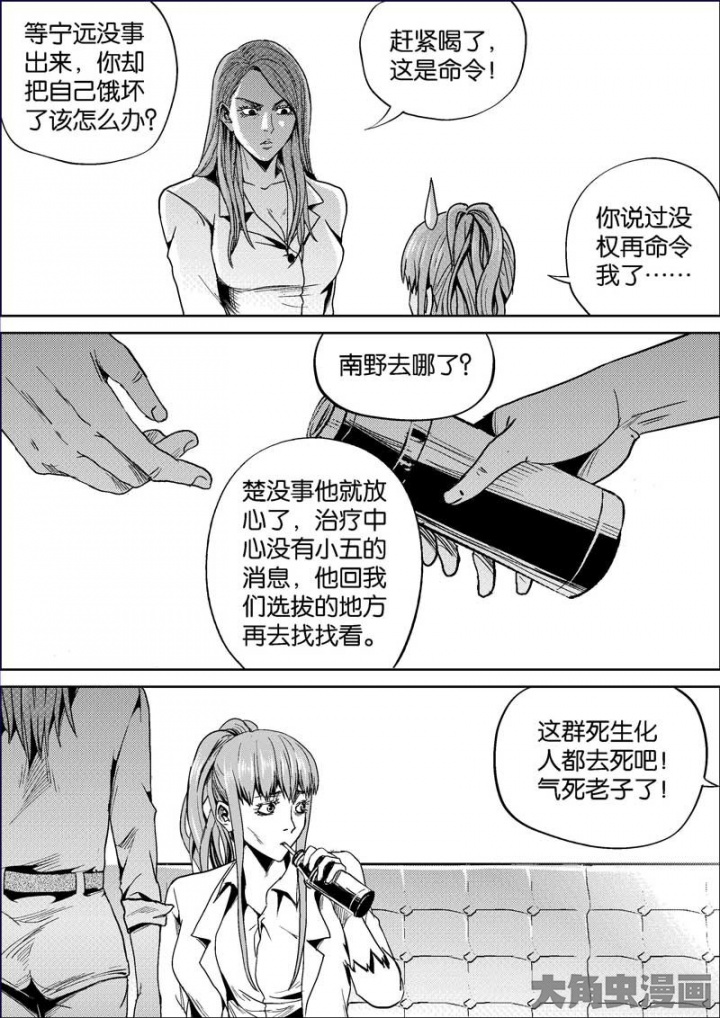 等宁远没事
出来，你却
把自己饿坏
了该怎么办？
赶紧喝了，
这是命令！
你说过没
权再命令
我了……
南野去哪了？
楚没事他就放
心了，治疗中
心没有小五的
消息，他回我
们选拔的地方
再去找找看。
这群死生化
人都去死吧！
气死老子了！
大角虫漫画